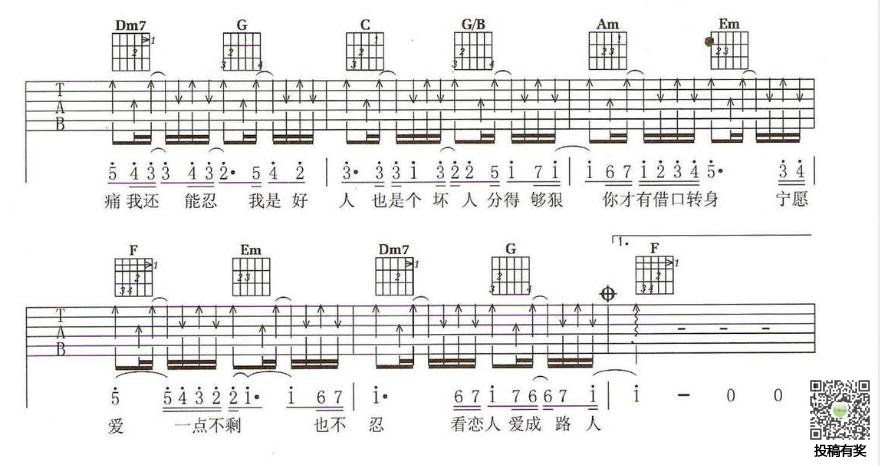 Dm7 G C G/B Am Em
T
A
B
5 4 3 3 4 3 2· 5 4 2 3· 3 3 1 3 2 2 5 1 7 1 1 6 7 1 2 3 4 5· 3 4
痛 我还 能忍 我是 好 人 也是个 坏 人 分得 够狠 你才有借口转身 宁愿
1.
F Em Dm7 G F
T
A
B
5 5 4 3 2 2 1· 1 6 7 1· 6 7 1 7 6 6 7 1 1 - 0 0
爱 一点不剩 也不 忍 看恋人 爱成 路 人
投稿有奖